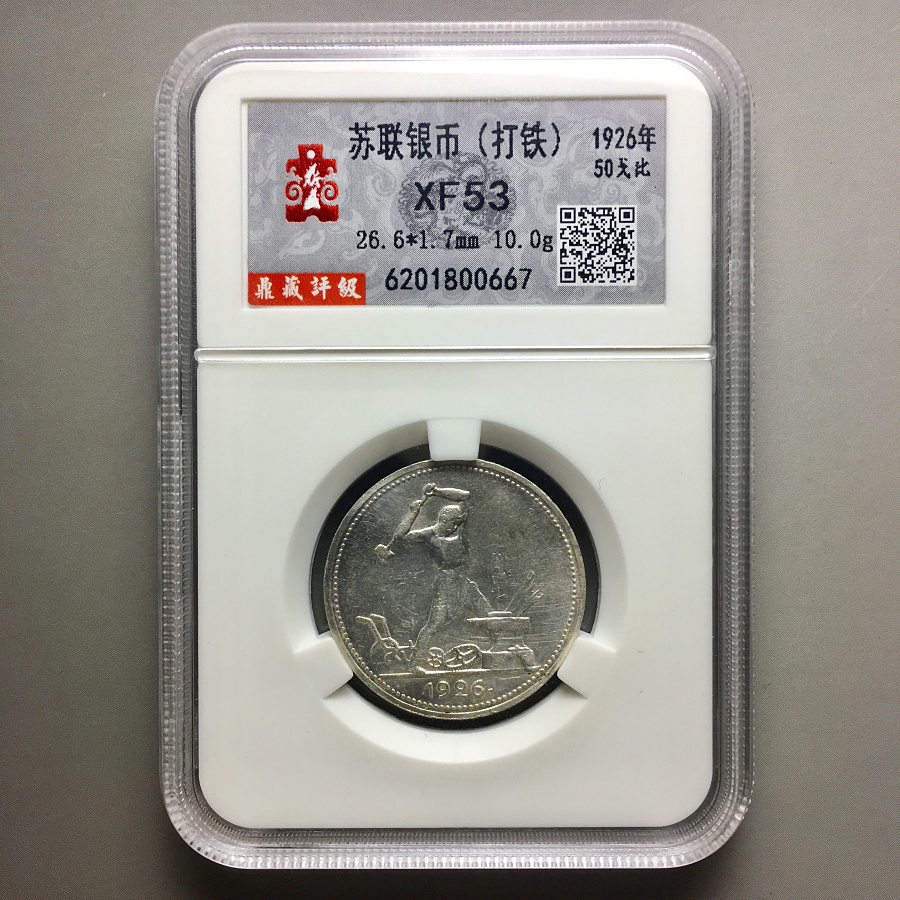 苏联银币（打铁） 1926年
50戈比
XF53
26.6*1.7mm 10.0g
鼎藏評級 6201800667
1926